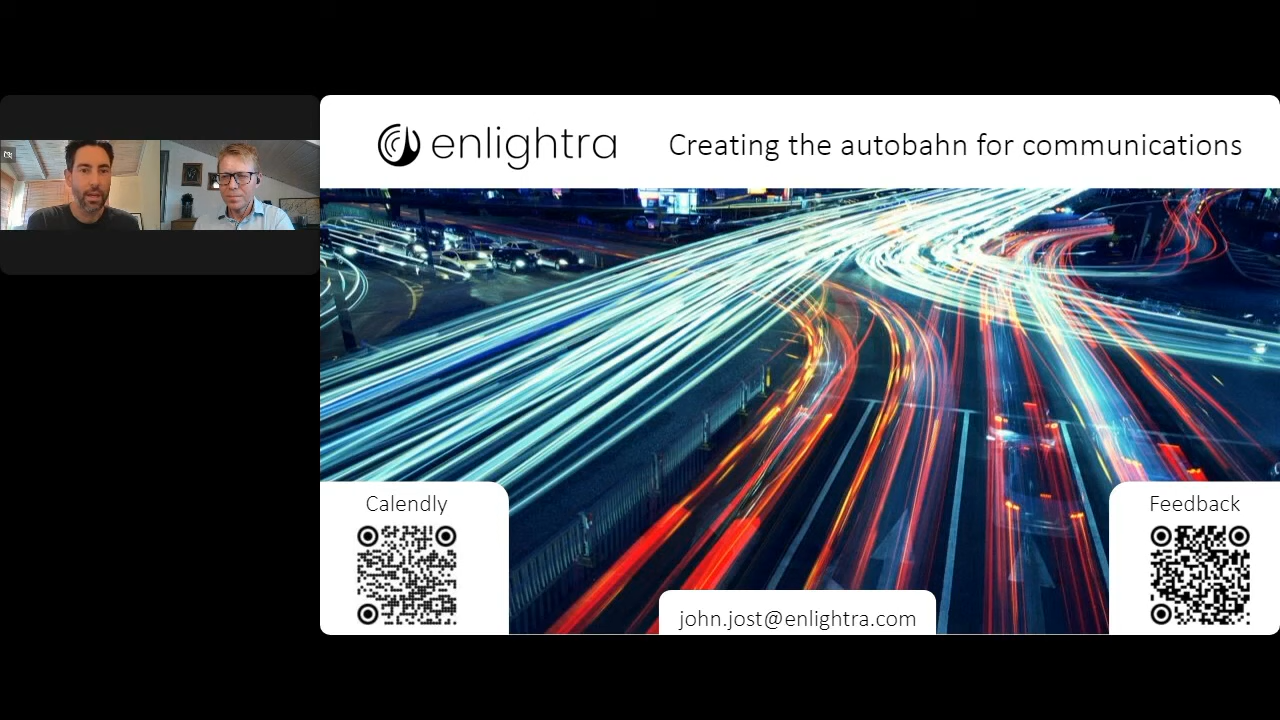 enlightra
Creating the autobahn for communications
Calendly
Feedback
john.jost@enlightra.com